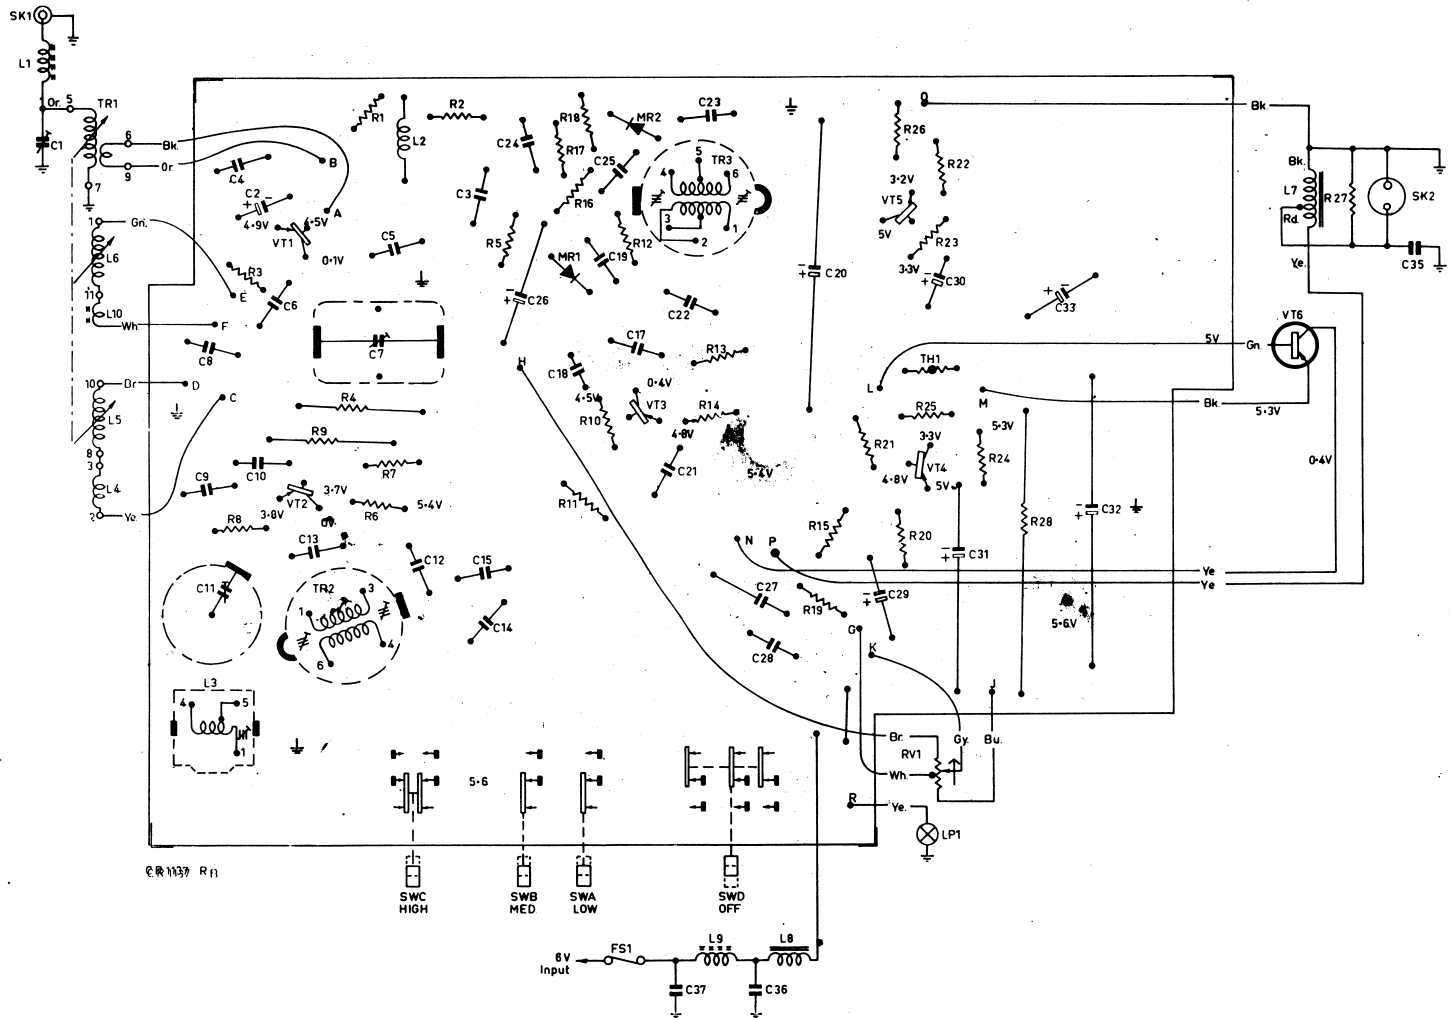 SK1
L1
Or. 5 TR1
C1
6 Bk.
9 Or.
7
1 Gn.
L6
11
L10
Wh. F
10 Br D
L5
8
3
L4
2 Ye.
R1
L2
R2
C24
R18
MR2
C23
R17
C25
R16
5
TR3
4 6
3
2
1
C4
B
C2
+ -
4·9V
4·5V
VT1
A
0·1V
C3
C5
R5
R12
MR1
C19
R3
E
C6
- +
C26
C22
C8
C7
C
H
C17
C18
R13
4·5V
0·4V
R10
VT3
R14
4·8V
R4
R9
C9
C10
R7
C21
5·4V
3·7V
VT2
3·8V
R6
5·4V
R11
R8
0V
C13
C12
C15
C11
TR2
3
1
4
6
C14
L3
4 5
1
Q
R26
R22
3·2V
VT5
5V
R23
3·3V
- +
C30
+ -
C20
+ -
C33
L
TH1
M
R25
5·3V
R21
3·3V
VT4
4·8V
5V
R24
R28
- +
C32
R15
R20
- +
C31
N P
C27
R19
- +
C29
C28
G
K
J
5·6V
Ye
Ye
Bk.
Bk.
L7
Rd.
R27
SK2
Ye.
C35
VT6
5V Gn.
Bk.
5·3V
0·4V
Br.
Gy. Bu.
RV1
Wh.
R
Ye.
LP1
5·6
CR1137
SWC
HIGH
SWB
MED.
SWA
LOW
SWD
OFF
6V
Input
FS1
L9
L8
C37
C36